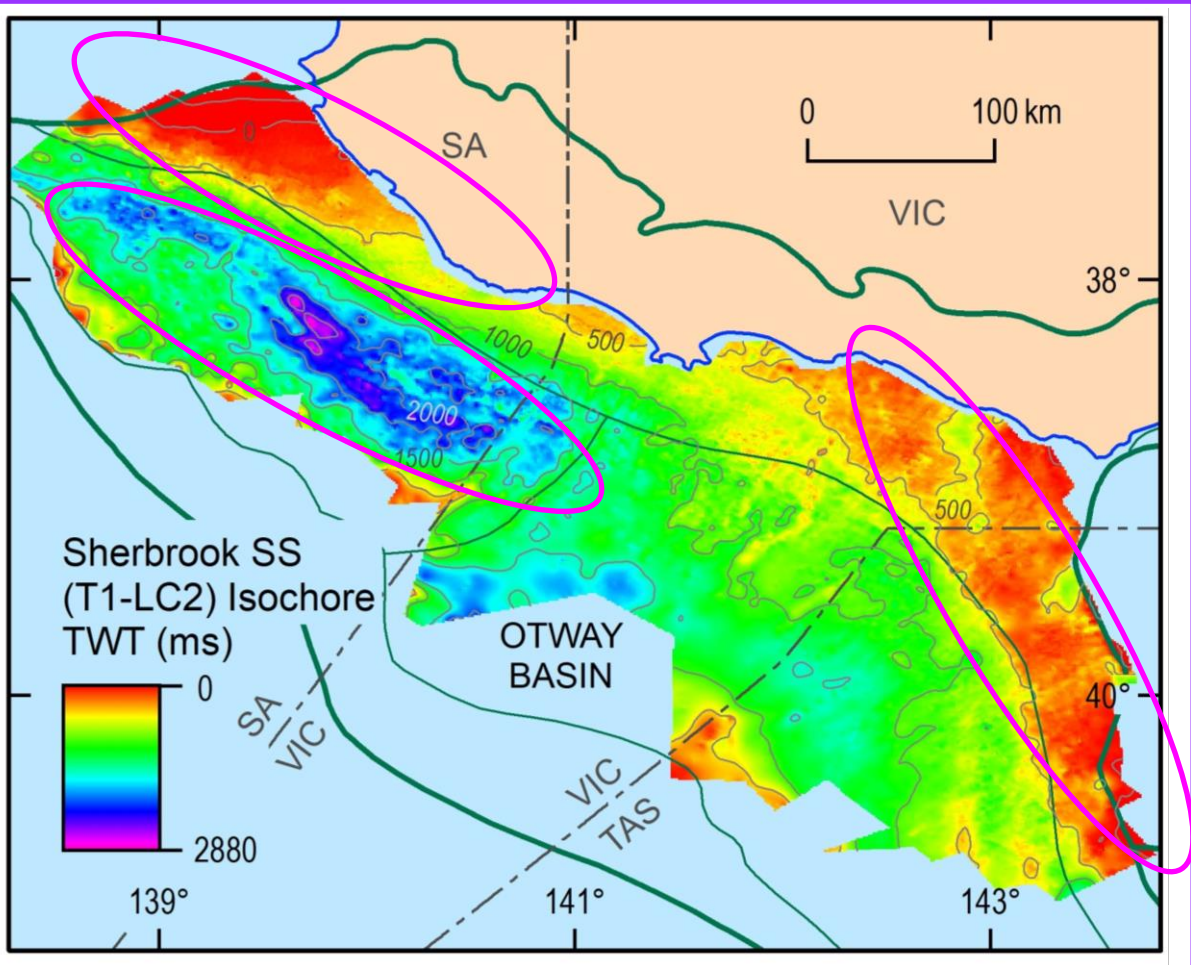 SA
VIC
0 100 km
0
38°
1000
500
2000
1500
500
Sherbrook SS
(T1-LC2) Isochore
TWT (ms)
0
2880
OTWAY
BASIN
SA
VIC
VIC
TAS
40°
139°
141°
143°